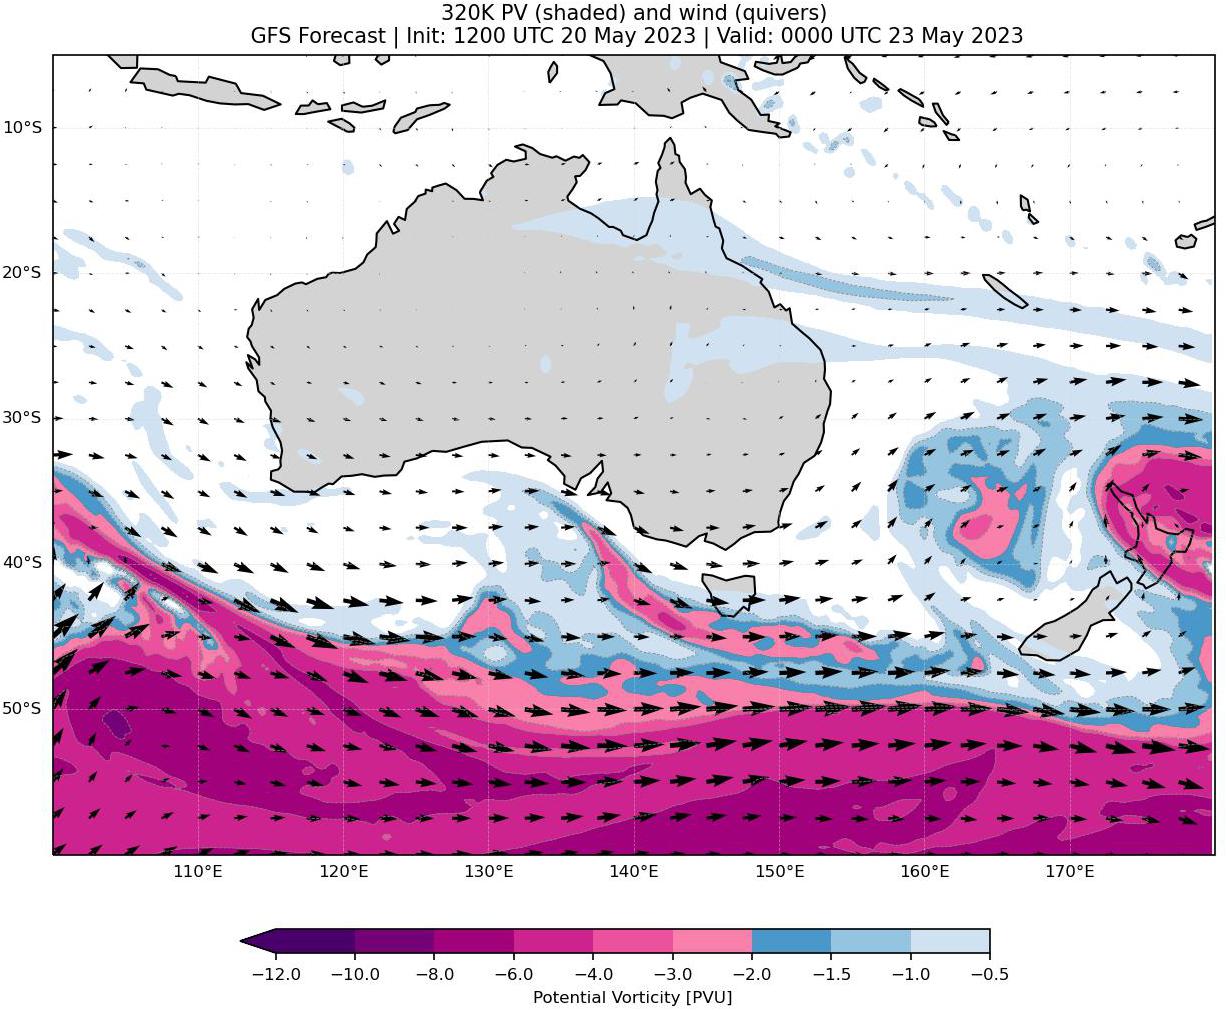 320K PV (shaded) and wind (quivers)
GFS Forecast | Init: 1200 UTC 20 May 2023 | Valid: 0000 UTC 23 May 2023
10°S
20°S
30°S
40°S
50°S
110°E 120°E 130°E 140°E 150°E 160°E 170°E
−12.0 −10.0 −8.0 −6.0 −4.0 −3.0 −2.0 −1.5 −1.0 −0.5
Potential Vorticity [PVU]